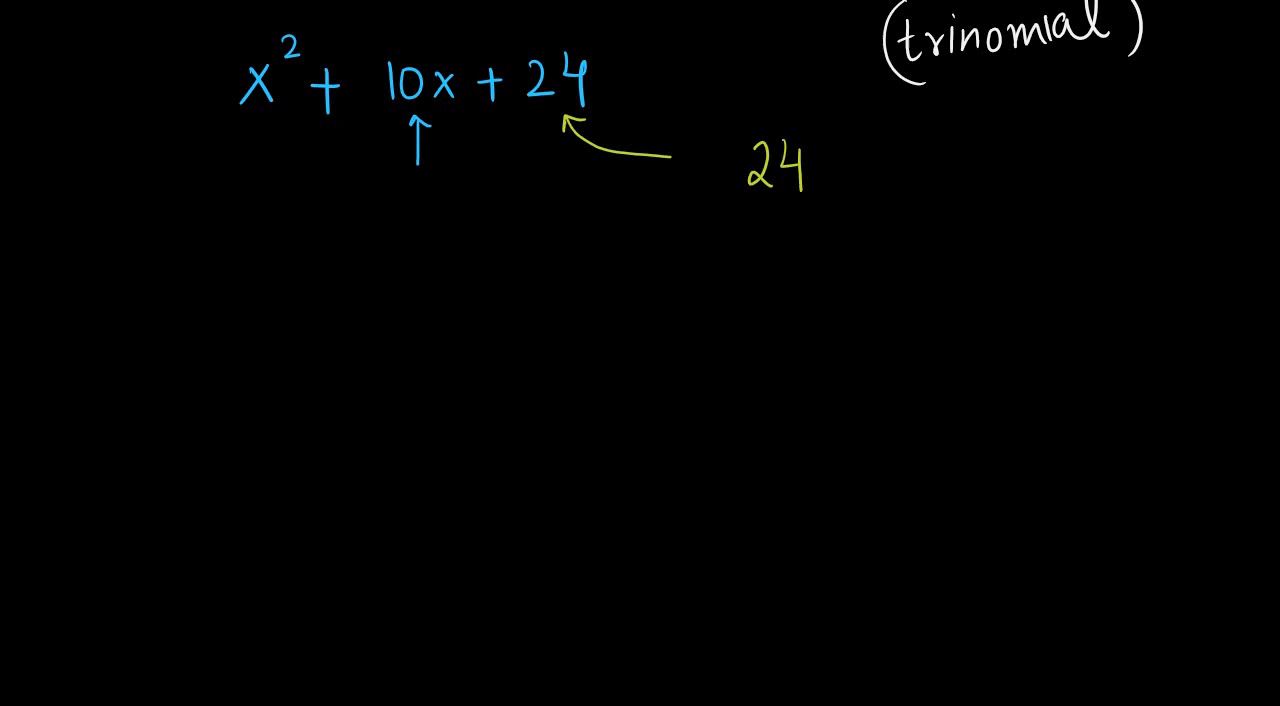 (trinomial)
x² + 10x + 24
24